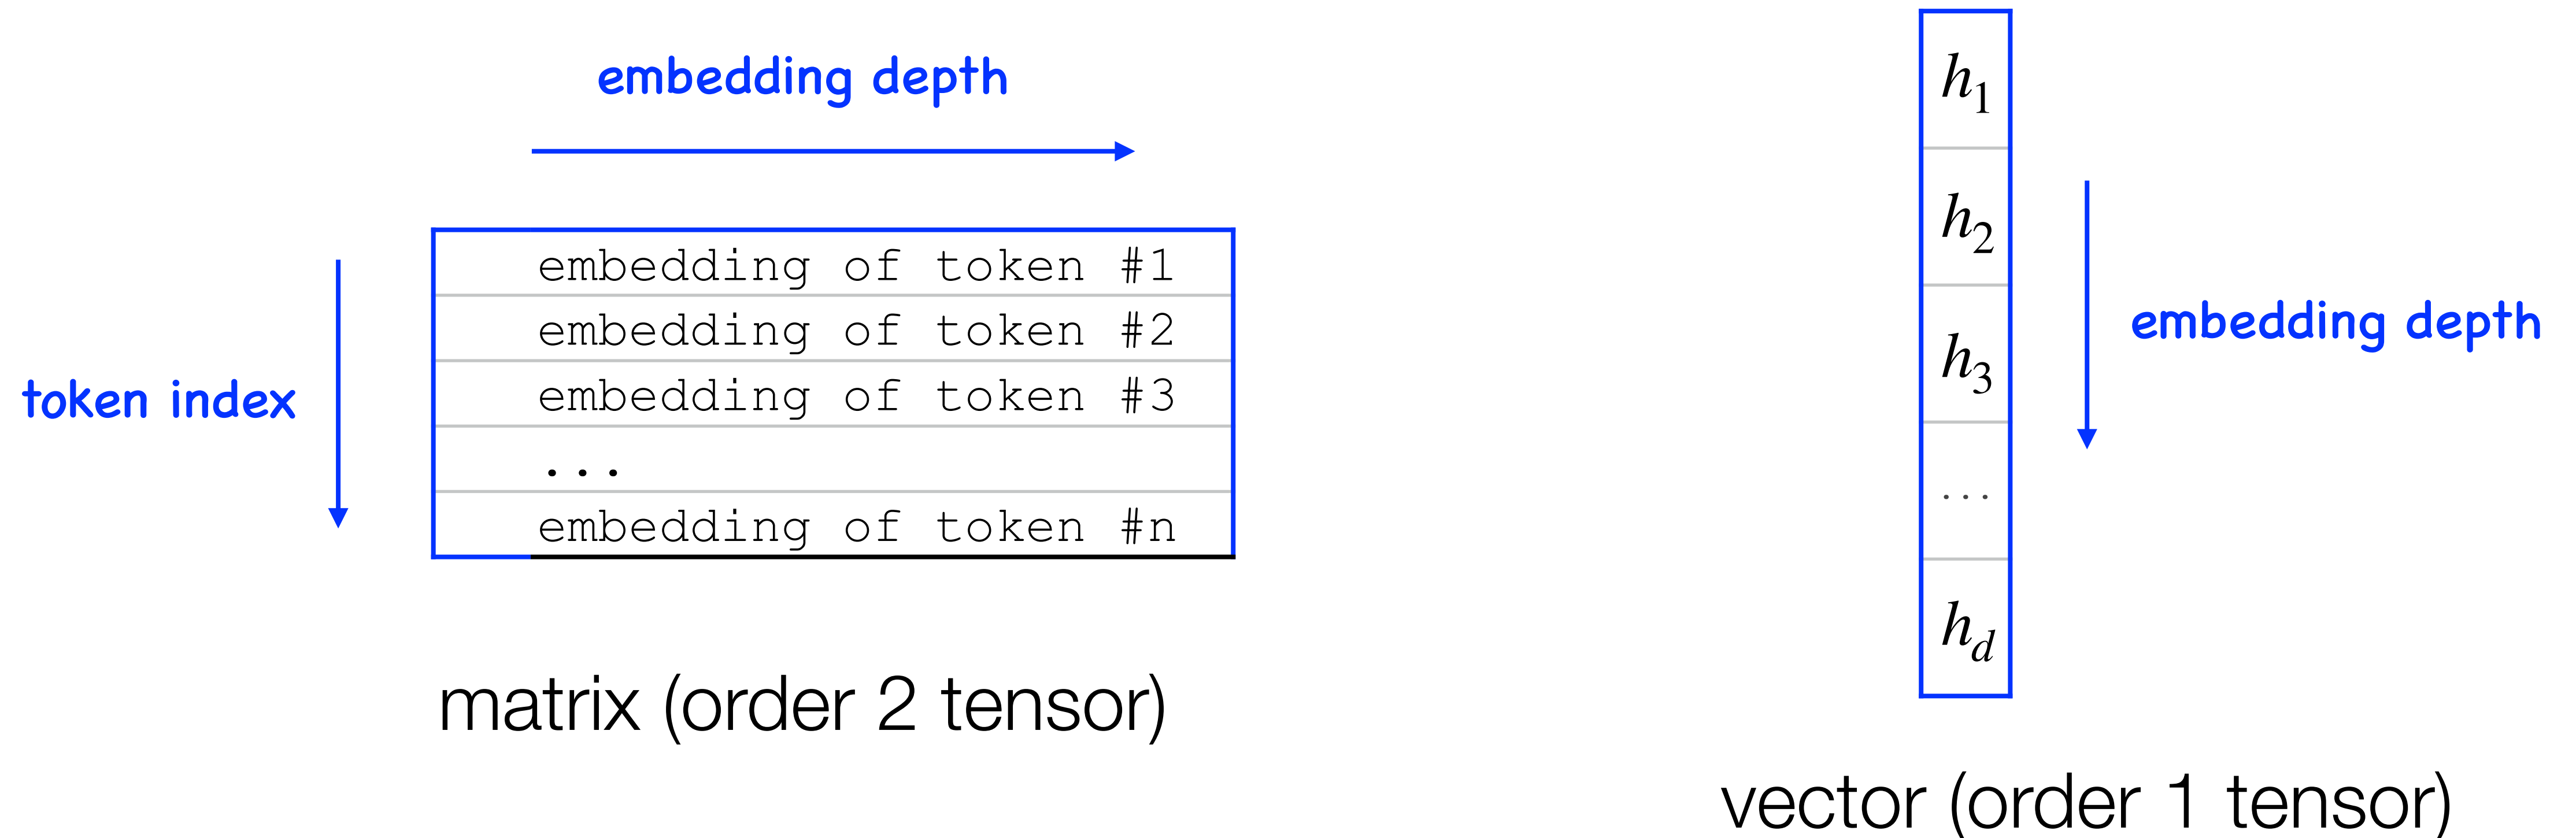 embedding depth
token index
embedding of token #1
embedding of token #2
embedding of token #3
...
embedding of token #n
matrix (order 2 tensor)
h₁
h₂
h₃
...
h_d
embedding depth
vector (order 1 tensor)